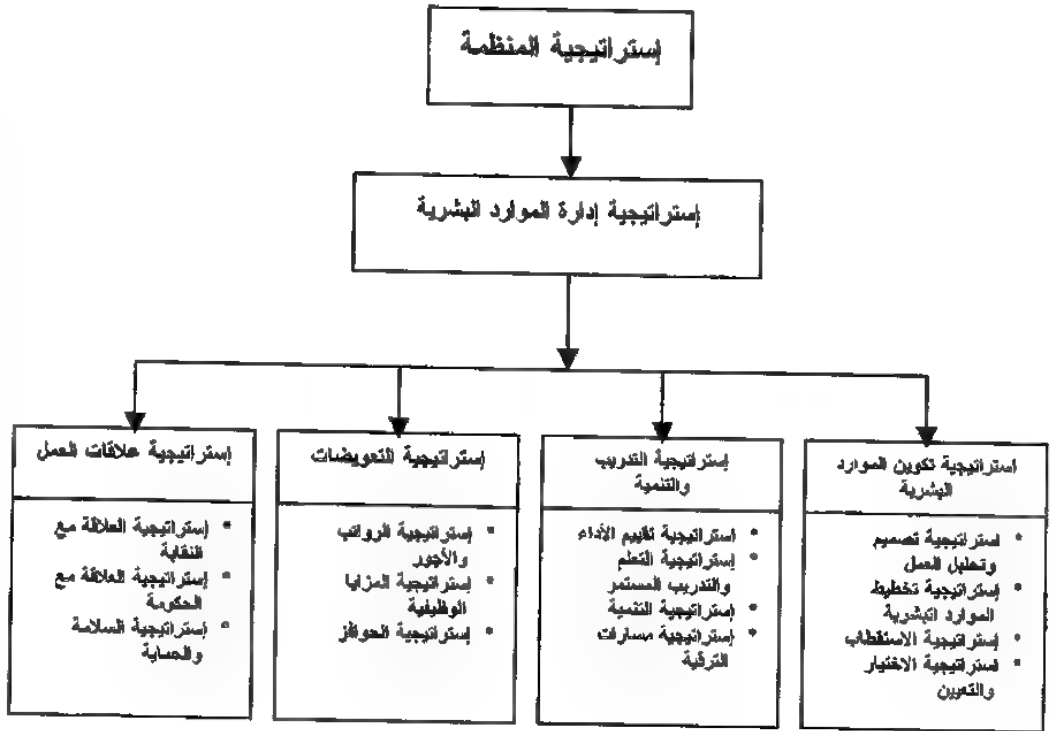 إستراتيجية المنظمة
إستراتيجية إدارة الموارد البشرية
استراتيجية تكوين الموارد
البشرية
• استراتيجية تصميم
وتحليل العمل
• إستراتيجية تخطيط
الموارد البشرية
• إستراتيجية الاستقطاب
• استراتيجية الاختيار
والتعيين
إستراتيجية التدريب
والتنمية
• إستراتيجية تقييم الأداء
• إستراتيجية التعلم
والتدريب المستمر
• إستراتيجية التنمية
• إستراتيجية مسارات
الترقية
إستراتيجية التعويضات
• إستراتيجية الرواتب
والأجور
• إستراتيجية المزايا
الوظيفية
• إستراتيجية الحوافز
إستراتيجية علاقات العمل
• إستراتيجية العلاقة مع
النقابة
• إستراتيجية العلاقة مع
الحكومة
• إستراتيجية السلامة
والحماية